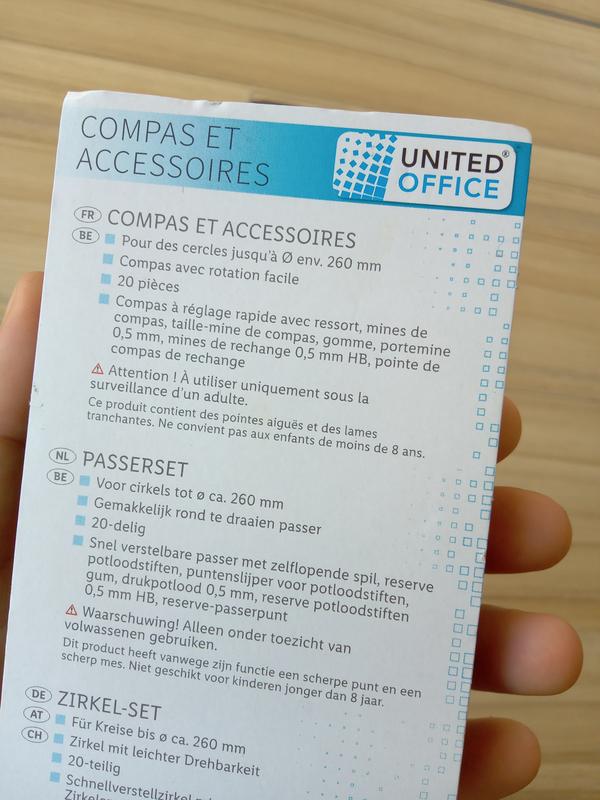 COMPAS ET
ACCESSOIRES
UNITED®
OFFICE
FR COMPAS ET ACCESSOIRES
BE Pour des cercles jusqu'à Ø env. 260 mm
Compas avec rotation facile
20 pièces
Compas à réglage rapide avec ressort, mines de
compas, taille-mine de compas, gomme, portemine
0,5 mm, mines de rechange 0,5 mm HB, pointe de
compas de rechange
Attention ! À utiliser uniquement sous la
surveillance d'un adulte.
Ce produit contient des pointes aiguës et des lames
tranchantes. Ne convient pas aux enfants de moins de 8 ans.
NL PASSERSET
BE Voor cirkels tot ø ca. 260 mm
Gemakkelijk rond te draaien passer
20-delig
Snel verstelbare passer met zelflopende spil, reserve
potloodstiften, puntenslijper voor potloodstiften,
gum, drukpotlood 0,5 mm, reserve potloodstiften
0,5 mm HB, reserve-passerpunt
Waarschuwing! Alleen onder toezicht van
volwassenen gebruiken.
Dit product heeft vanwege zijn functie een scherpe punt en een
scherp mes. Niet geschikt voor kinderen jonger dan 8 jaar.
DE ZIRKEL-SET
AT Für Kreise bis ø ca. 260 mm
CH Zirkel mit leichter Drehbarkeit
20-teilig
Schnellverstellzirkel